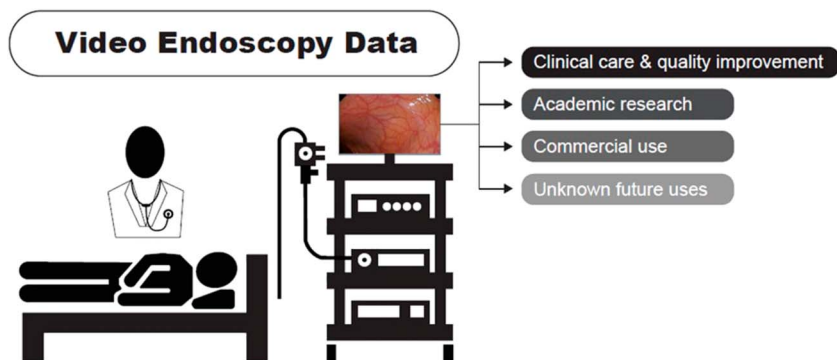 Video Endoscopy Data
Clinical care & quality improvement
Academic research
Commercial use
Unknown future uses